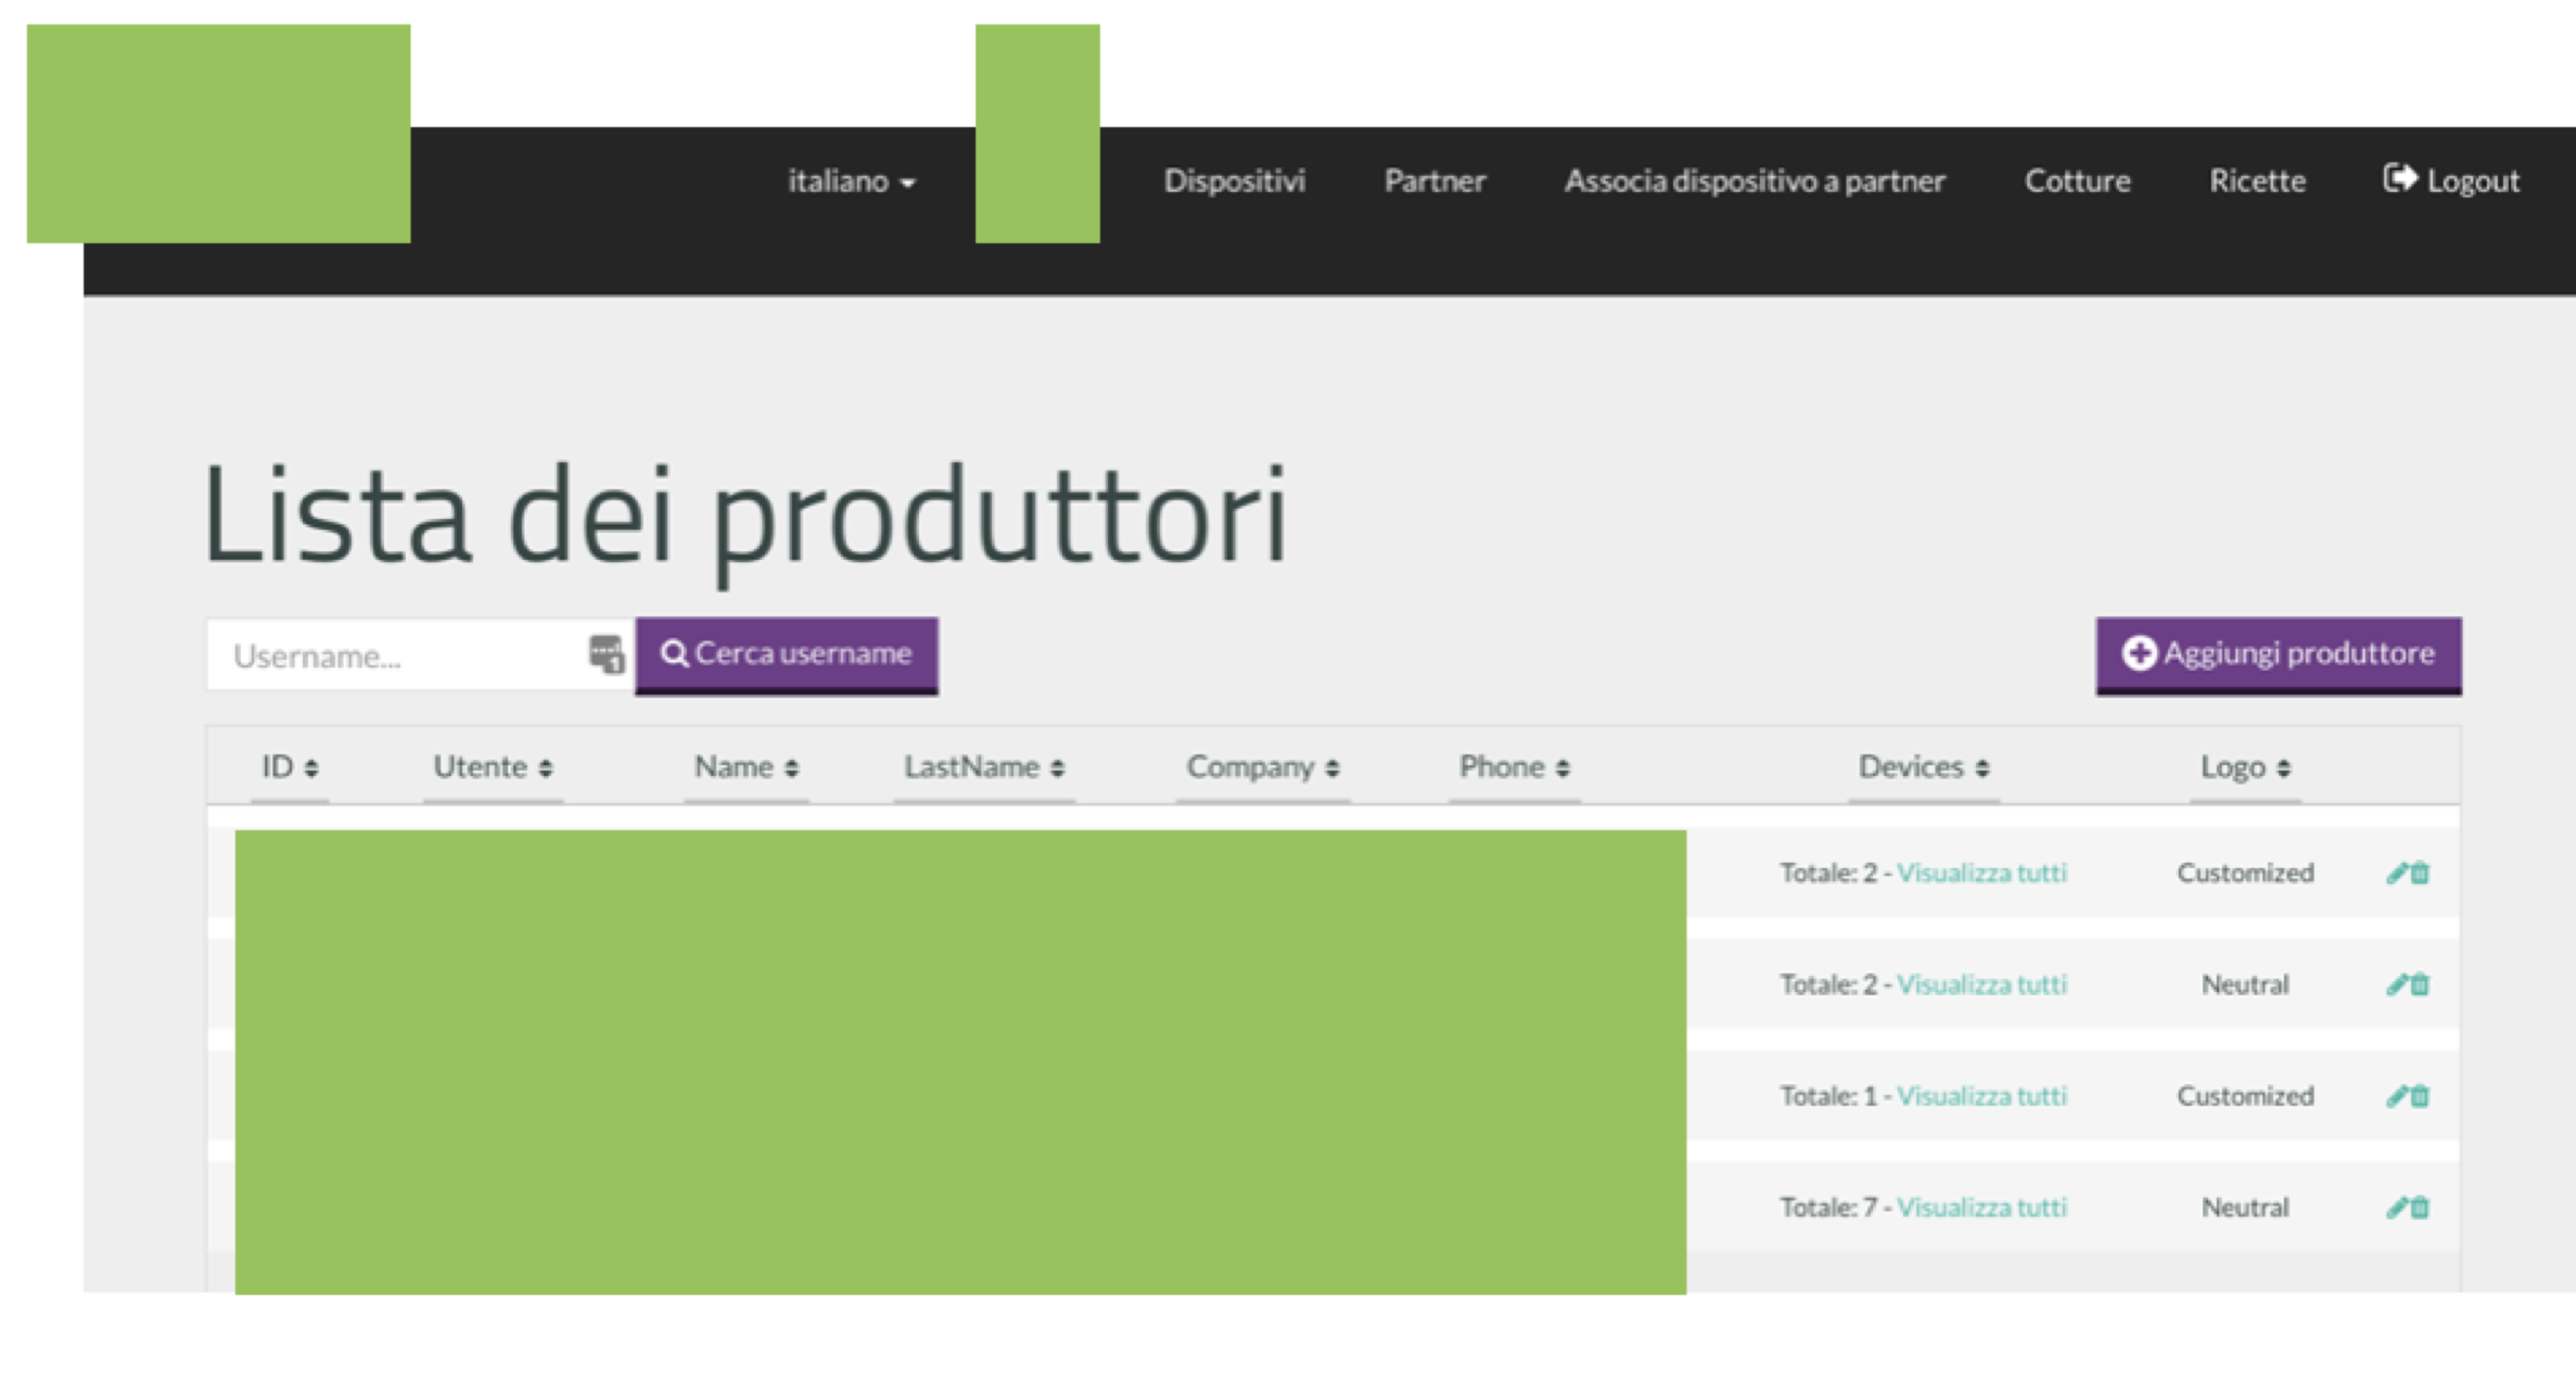 italiano Dispositivi Partner Associa dispositivo a partner Cotture Ricette Logout
Lista dei produttori
Username... Cerca username Aggiungi produttore
ID Utente Name LastName Company Phone Devices Logo
Totale: 2 - Visualizza tutti Customized
Totale: 2 - Visualizza tutti Neutral
Totale: 1 - Visualizza tutti Customized
Totale: 7 - Visualizza tutti Neutral